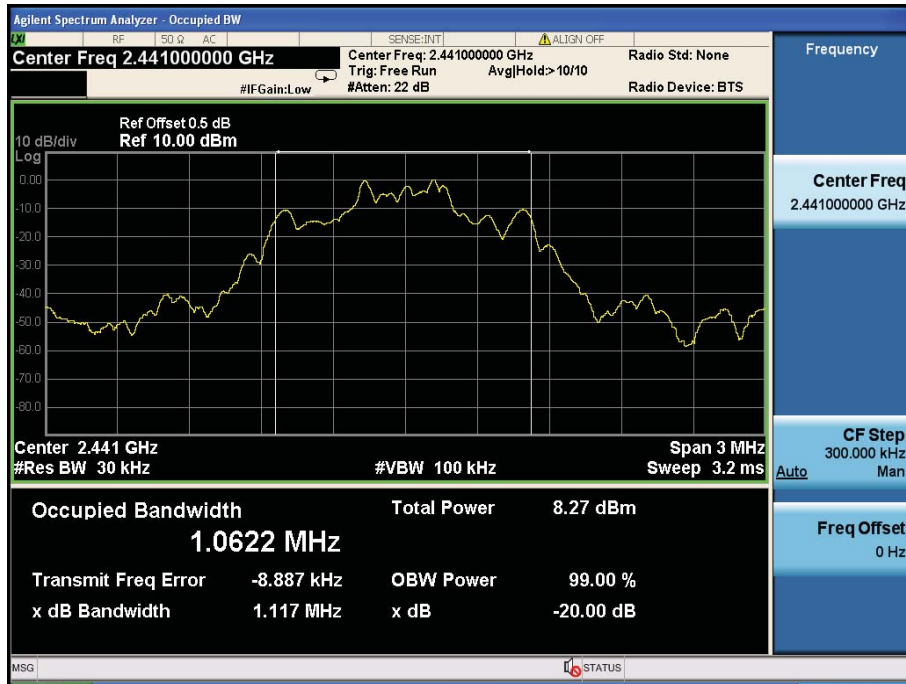 Agilent Spectrum Analyzer - Occupied BW
LXI RF 50 Ω AC SENSE:INT ALIGN OFF
Center Freq 2.441000000 GHz
Center Freq: 2.441000000 GHz Radio Std: None
Trig: Free Run Avg|Hold:>10/10
#IFGain:Low #Atten: 22 dB Radio Device: BTS
Ref Offset 0.5 dB
10 dB/div Ref 10.00 dBm
Log
0.00
-10.0
-20.0
-30.0
-40.0
-50.0
-60.0
-70.0
-80.0
Center 2.441 GHz Span 3 MHz
#Res BW 30 kHz #VBW 100 kHz Sweep 3.2 ms
Occupied Bandwidth Total Power 8.27 dBm
1.0622 MHz
Transmit Freq Error -8.887 kHz OBW Power 99.00 %
x dB Bandwidth 1.117 MHz x dB -20.00 dB
MSG STATUS
Frequency
Center Freq
2.441000000 GHz
CF Step
300.000 kHz
Auto Man
Freq Offset
0 Hz